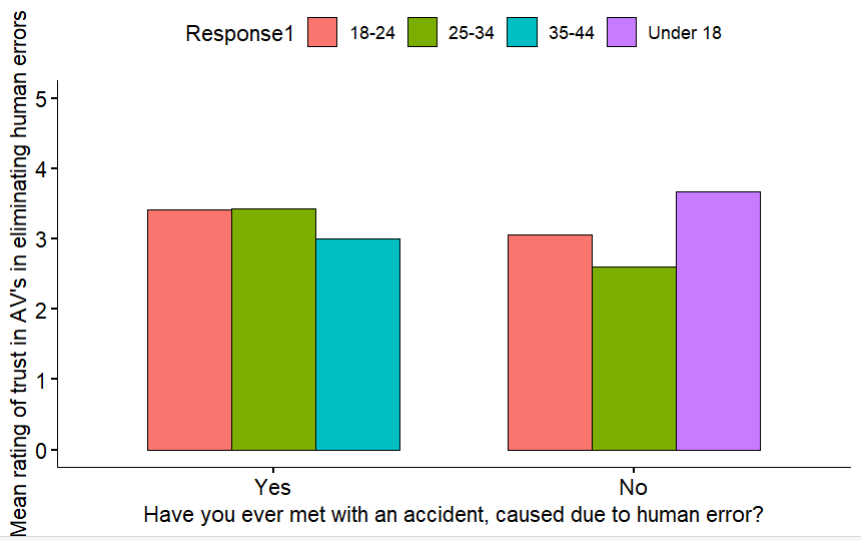 Response1 18-24 25-34 35-44 Under 18
Mean rating of trust in AV's in eliminating human errors
5
4
3
2
1
0
Yes No
Have you ever met with an accident, caused due to human error?